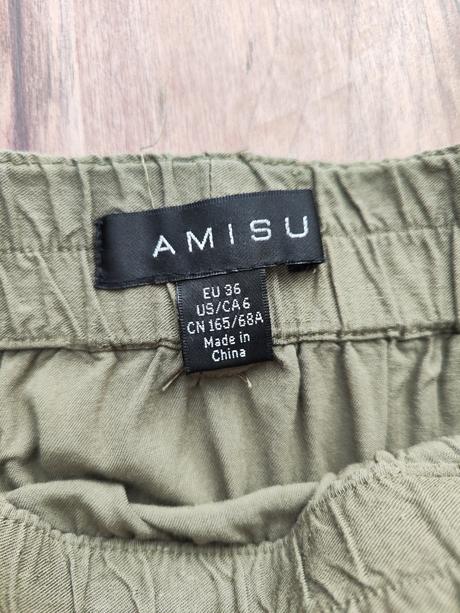 AMISU
EU 36
US/CA 6
CN 165/68A
Made in
China